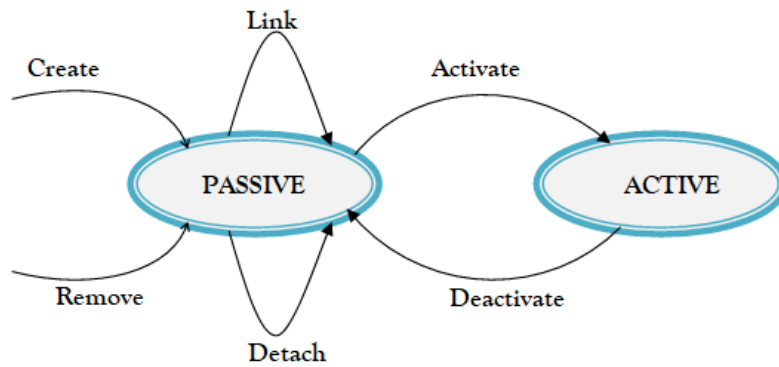 Link
Create
Activate
PASSIVE
ACTIVE
Remove
Deactivate
Detach